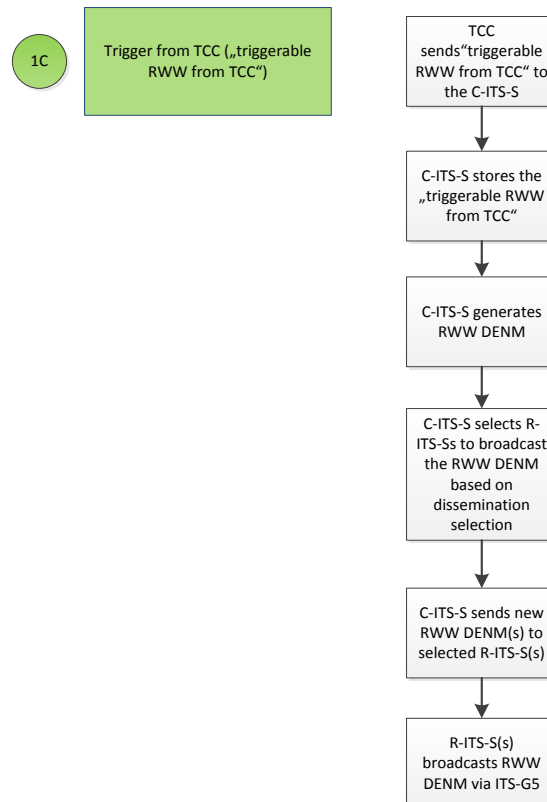 1C
Trigger from TCC („triggerable
RWW from TCC“)
TCC
sends“triggerable
RWW from TCC“ to
the C-ITS-S
C-ITS-S stores the
„triggerable RWW
from TCC“
C-ITS-S generates
RWW DENM
C-ITS-S selects R-
ITS-Ss to broadcast
the RWW DENM
based on
dissemination
selection
C-ITS-S sends new
RWW DENM(s) to
selected R-ITS-S(s)
R-ITS-S(s)
broadcasts RWW
DENM via ITS-G5